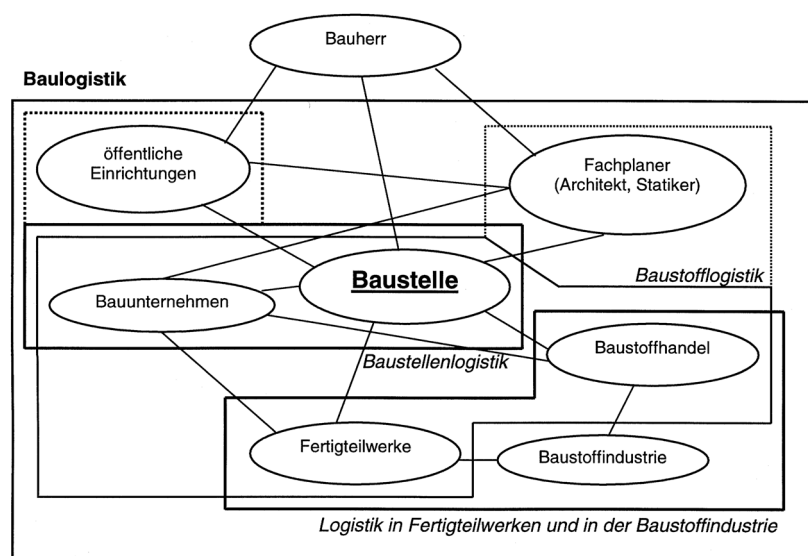 Bauherr
Baulogistik
öffentliche
Einrichtungen
Fachplaner
(Architekt, Statiker)
Baustelle
Baustofflogistik
Bauunternehmen
Baustoffhandel
Baustellenlogistik
Fertigteilwerke
Baustoffindustrie
Logistik in Fertigteilwerken und in der Baustoffindustrie